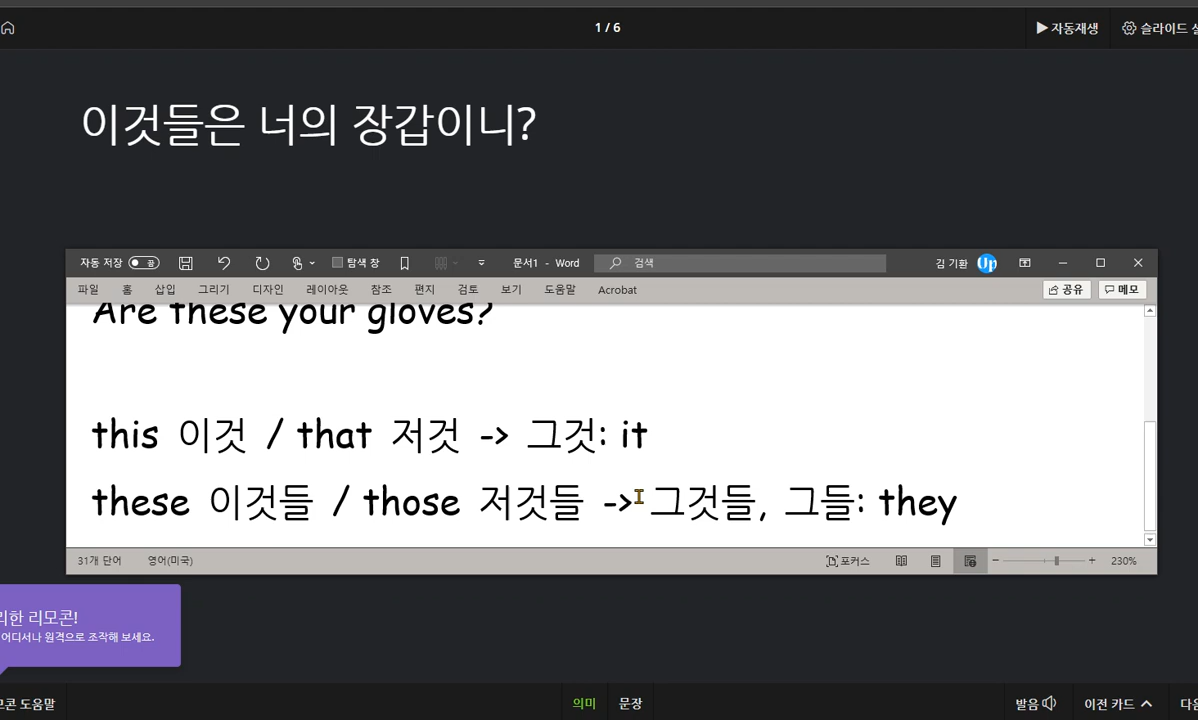 1 / 6
자동재생
슬라이드
이것들은 너의 장갑이니?
자동 저장 끔
탐색 창
문서1 - Word
검색
김 기환
파일 홈 삽입 그리기 디자인 레이아웃 참조 편지 검토 보기 도움말 Acrobat
공유
메모
Are these your gloves?
this 이것 / that 저것 -> 그것: it
these 이것들 / those 저것들 -> 그것들, 그들: they
31개 단어
영어(미국)
포커스
230%
리한 리모콘!
어디서나 원격으로 조작해 보세요.
도움말
의미
문장
발음
이전 카드